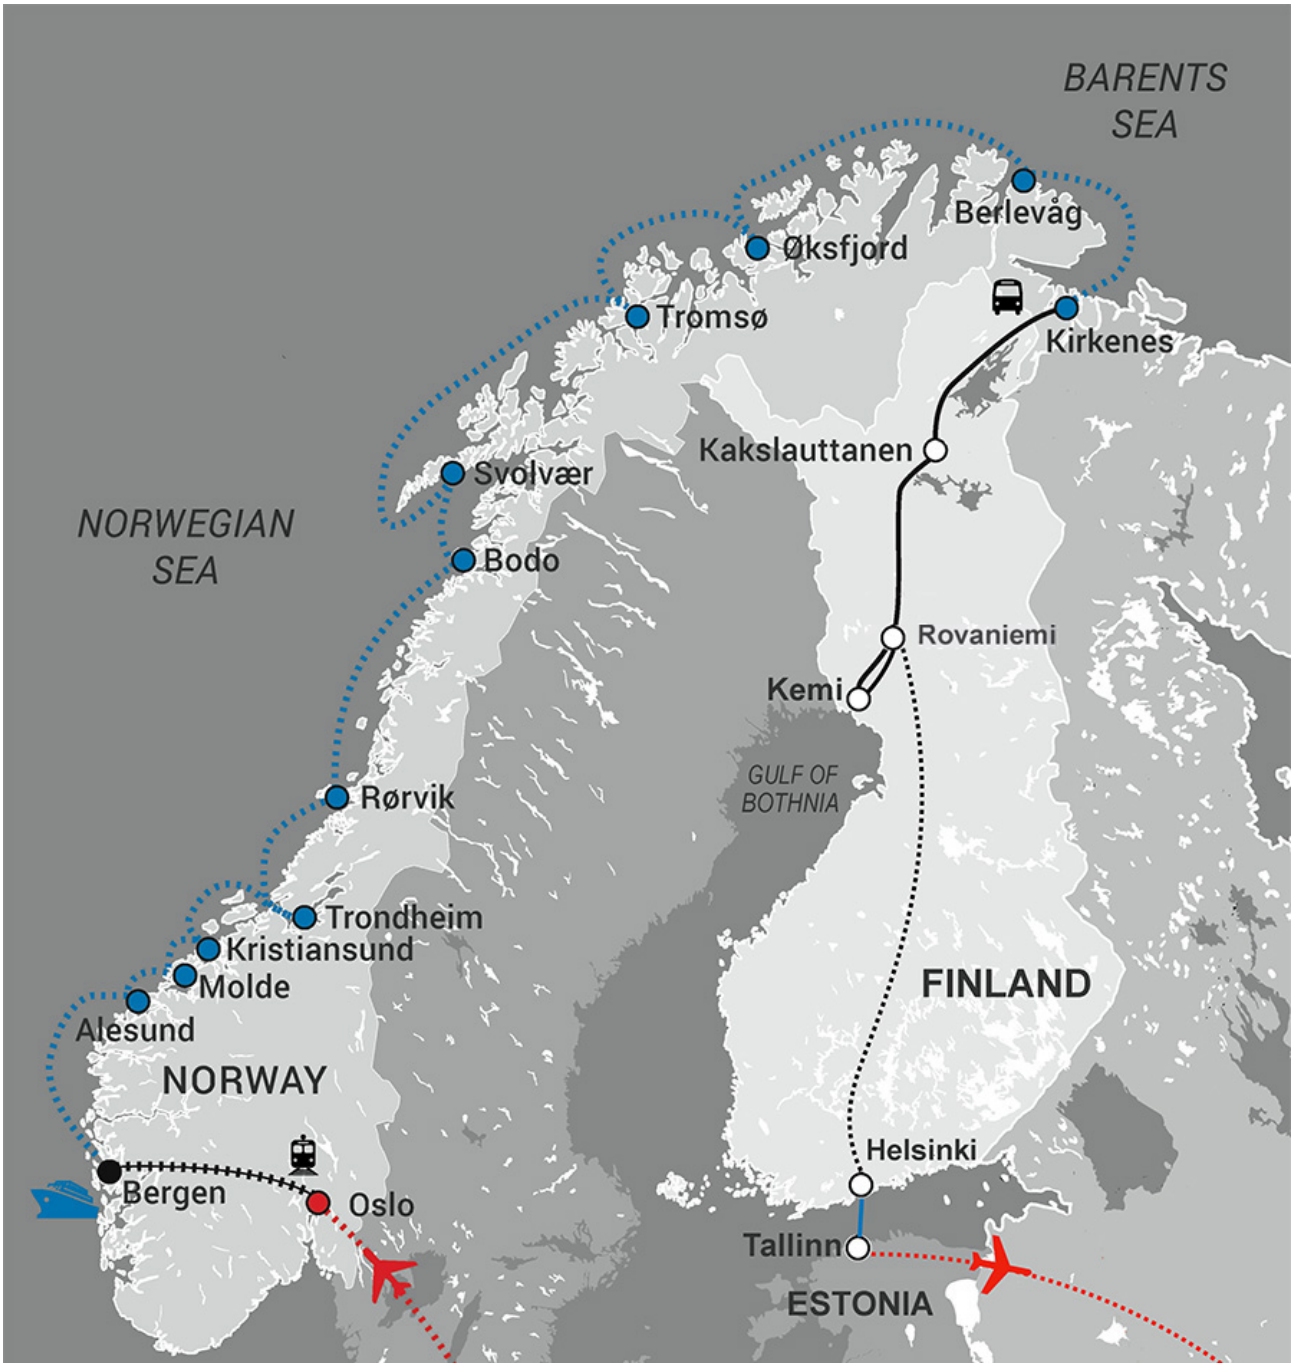 BARENTS
SEA
Berlevåg
Øksfjord
Tromsø
Kirkenes
Kakslauttanen
Svolvær
NORWEGIAN
SEA
Bodo
Rovaniemi
Kemi
GULF OF
BOTHNIA
Rørvik
Trondheim
Kristiansund
Molde
FINLAND
Alesund
NORWAY
Helsinki
Bergen
Oslo
Tallinn
ESTONIA